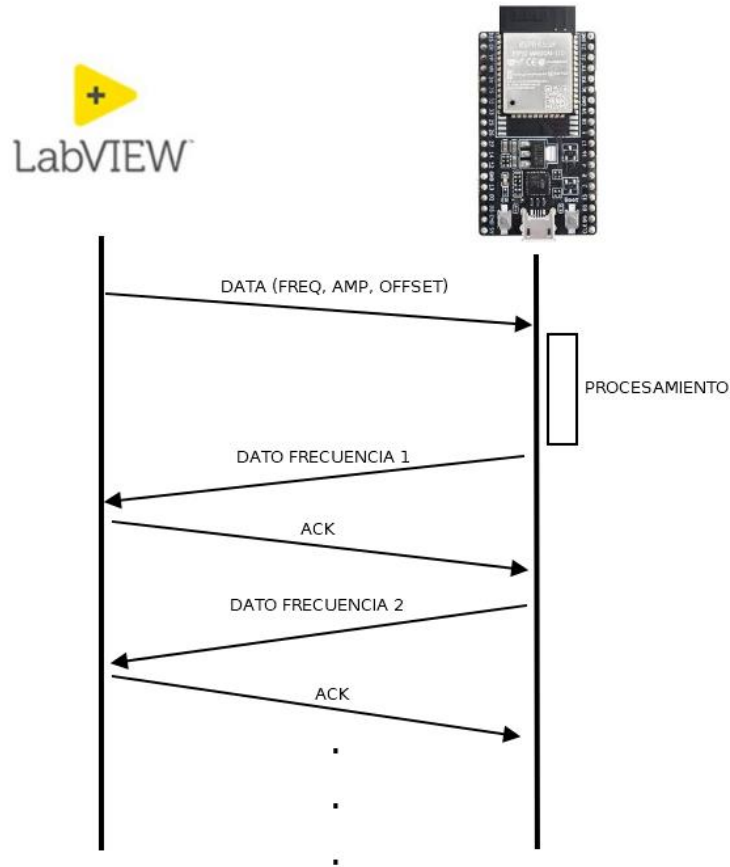 LabVIEW
DATA (FREQ, AMP, OFFSET)
PROCESAMIENTO
DATO FRECUENCIA 1
ACK
DATO FRECUENCIA 2
ACK